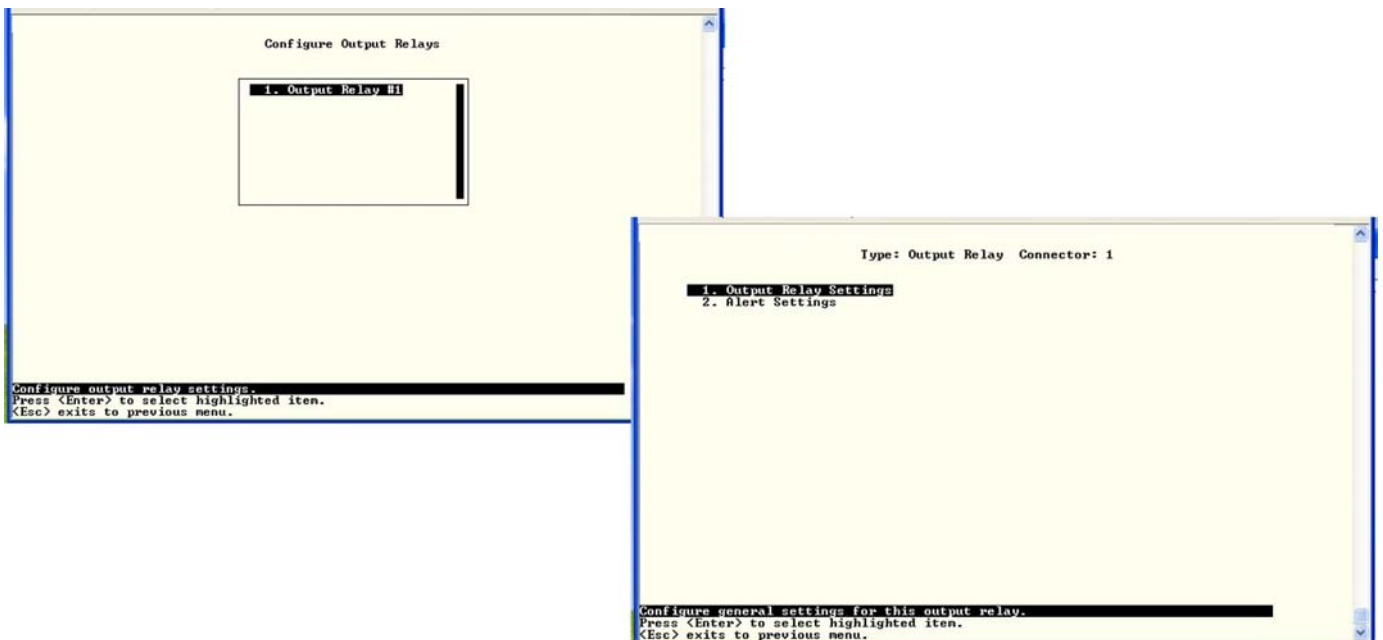 Configure Output Relays
1. Output Relay #1
Configure output relay settings.
Press <Enter> to select highlighted item.
<Esc> exits to previous menu.
Type: Output Relay Connector: 1
1. Output Relay Settings
2. Alert Settings
Configure general settings for this output relay.
Press <Enter> to select highlighted item.
<Esc> exits to previous menu.